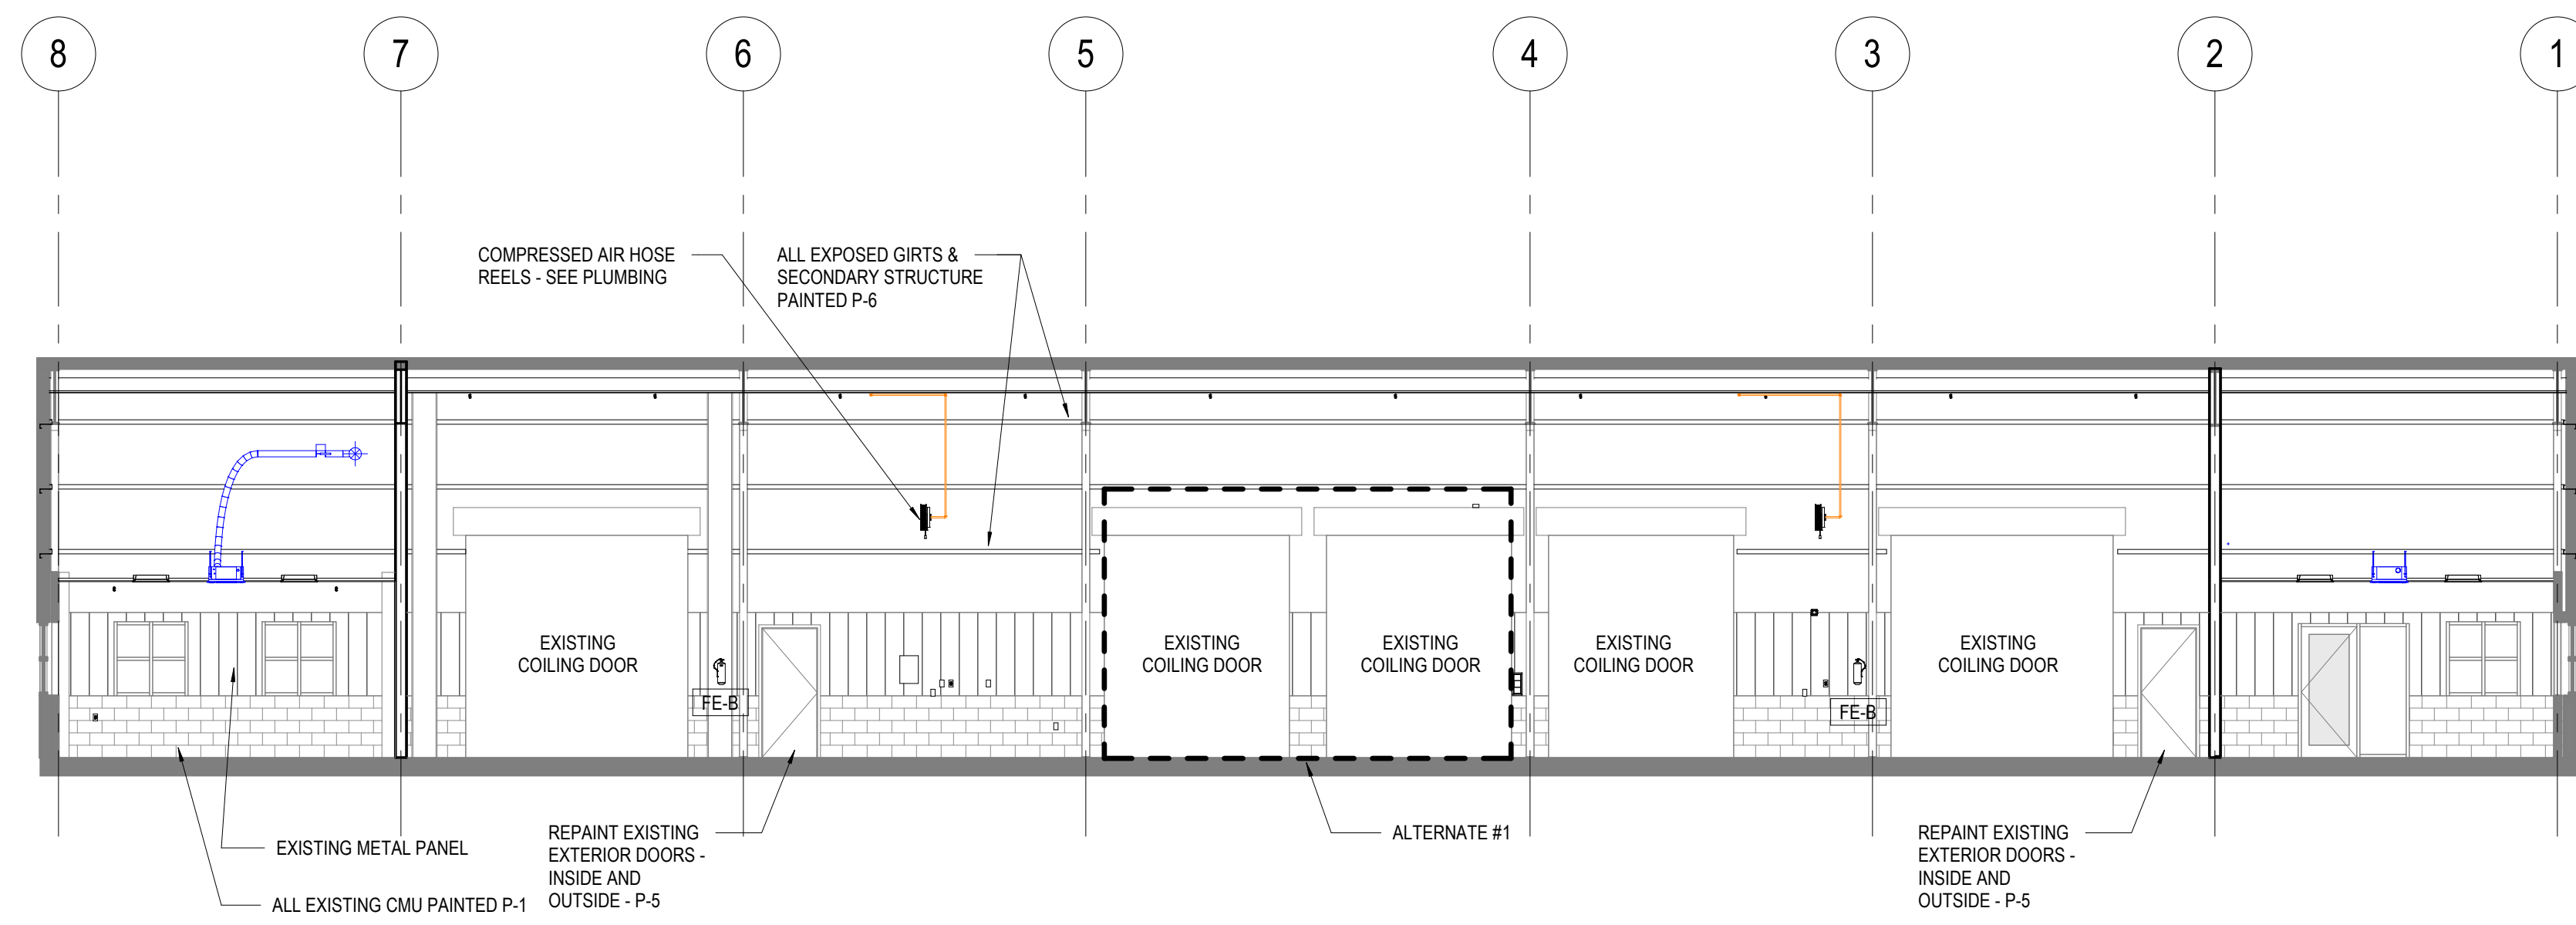 8
7
6
5
4
3
2
1
COMPRESSED AIR HOSE
REELS - SEE PLUMBING
ALL EXPOSED GIRTS &
SECONDARY STRUCTURE
PAINTED P-6
EXISTING
COILING DOOR
EXISTING
COILING DOOR
EXISTING
COILING DOOR
EXISTING
COILING DOOR
EXISTING
COILING DOOR
FE-B
FE-B
EXISTING METAL PANEL
ALL EXISTING CMU PAINTED P-1
REPAINT EXISTING
EXTERIOR DOORS -
INSIDE AND
OUTSIDE - P-5
ALTERNATE #1
REPAINT EXISTING
EXTERIOR DOORS -
INSIDE AND
OUTSIDE - P-5